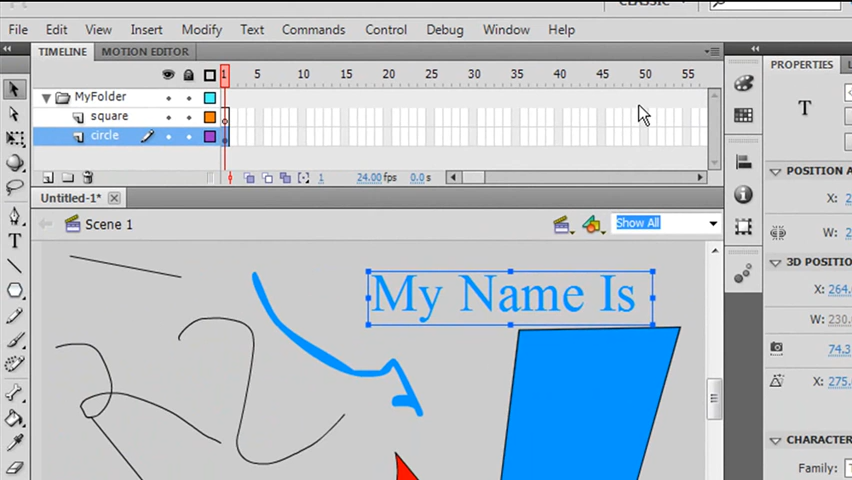 CLASSIC
File Edit View Insert Modify Text Commands Control Debug Window Help
TIMELINE MOTION EDITOR
PROPERTIES
1 5 10 15 20 25 30 35 40 45 50 55
MyFolder
square
circle
T
1 24.00 fps 0.0 s
POSITION A
X: 2
Untitled-1*
Scene 1
Show All
3D POSITIO
My Name Is
X: 264.
W: 230.
74.3
X: 275.
CHARACTER
Family: